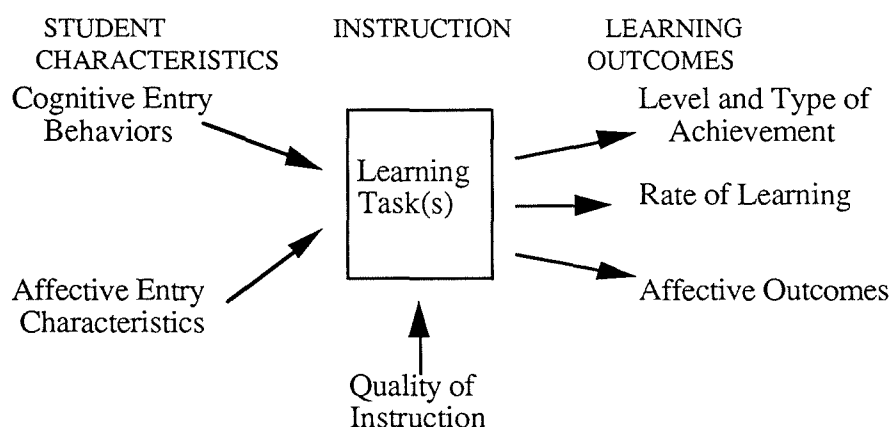 STUDENT
CHARACTERISTICS
INSTRUCTION
LEARNING
OUTCOMES
Cognitive Entry
Behaviors
Learning
Task(s)
Level and Type of
Achievement
Rate of Learning
Affective Entry
Characteristics
Affective Outcomes
Quality of
Instruction